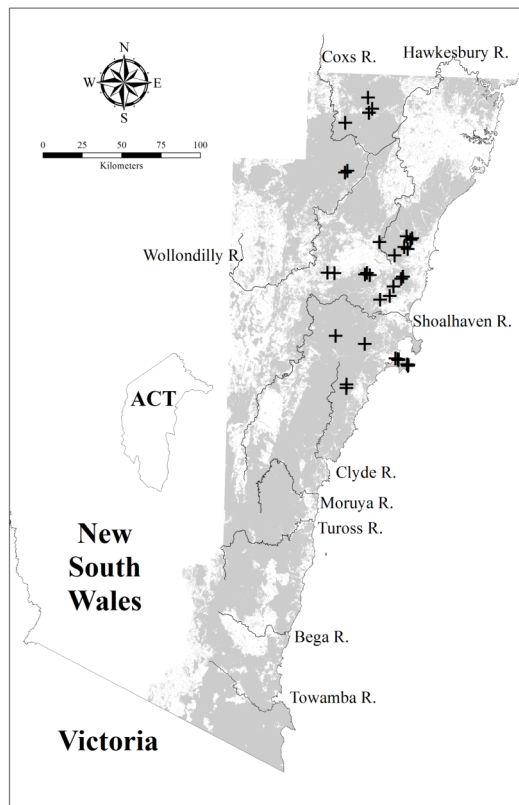 Coxs R.
Hawkesbury R.
N
W
E
S
0 25 50 75 100
Kilometers
Wollondilly R.
Shoalhaven R.
ACT
Clyde R.
Moruya R.
Tuross R.
New
South
Wales
Bega R.
Towamba R.
Victoria